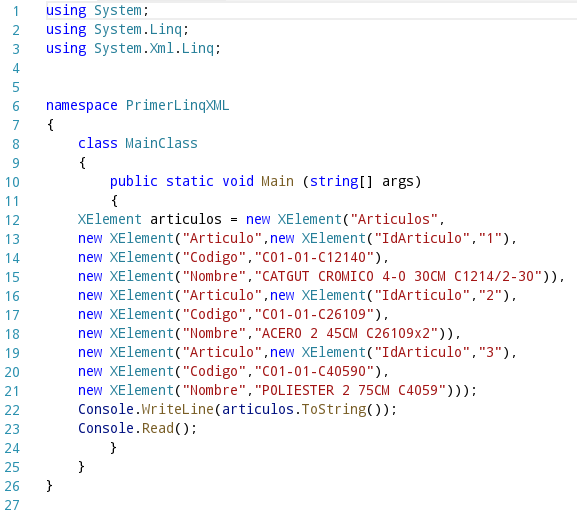 1 using System;
2 using System.Linq;
3 using System.Xml.Linq;
4
5
6 namespace PrimerLinqXML
7 {
8 class MainClass
9 {
10 public static void Main (string[] args)
11 {
12 XElement articulos = new XElement("Articulos",
13 new XElement("Articulo",new XElement("IdArticulo","1"),
14 new XElement("Codigo","C01-01-C12140"),
15 new XElement("Nombre","CATGUT CROMICO 4-0 30CM C1214/2-30")),
16 new XElement("Articulo",new XElement("IdArticulo","2"),
17 new XElement("Codigo","C01-01-C26109"),
18 new XElement("Nombre","ACERO 2 45CM C26109x2")),
19 new XElement("Articulo",new XElement("IdArticulo","3"),
20 new XElement("Codigo","C01-01-C40590"),
21 new XElement("Nombre","POLIESTER 2 75CM C4059")));
22 Console.WriteLine(articulos.ToString());
23 Console.Read();
24 }
25 }
26 }
27